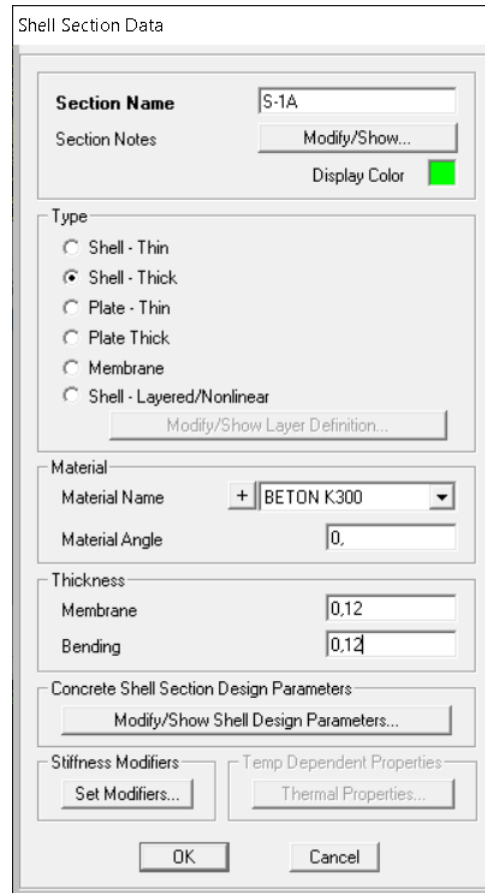 Shell Section Data
Section Name S-1A
Section Notes Modify/Show...
Display Color
Type
Shell - Thin
Shell - Thick
Plate - Thin
Plate Thick
Membrane
Shell - Layered/Nonlinear
Modify/Show Layer Definition...
Material
Material Name + BETON K300
Material Angle 0,
Thickness
Membrane 0,12
Bending 0,12
Concrete Shell Section Design Parameters
Modify/Show Shell Design Parameters...
Stiffness Modifiers Temp Dependent Properties
Set Modifiers... Thermal Properties...
OK Cancel